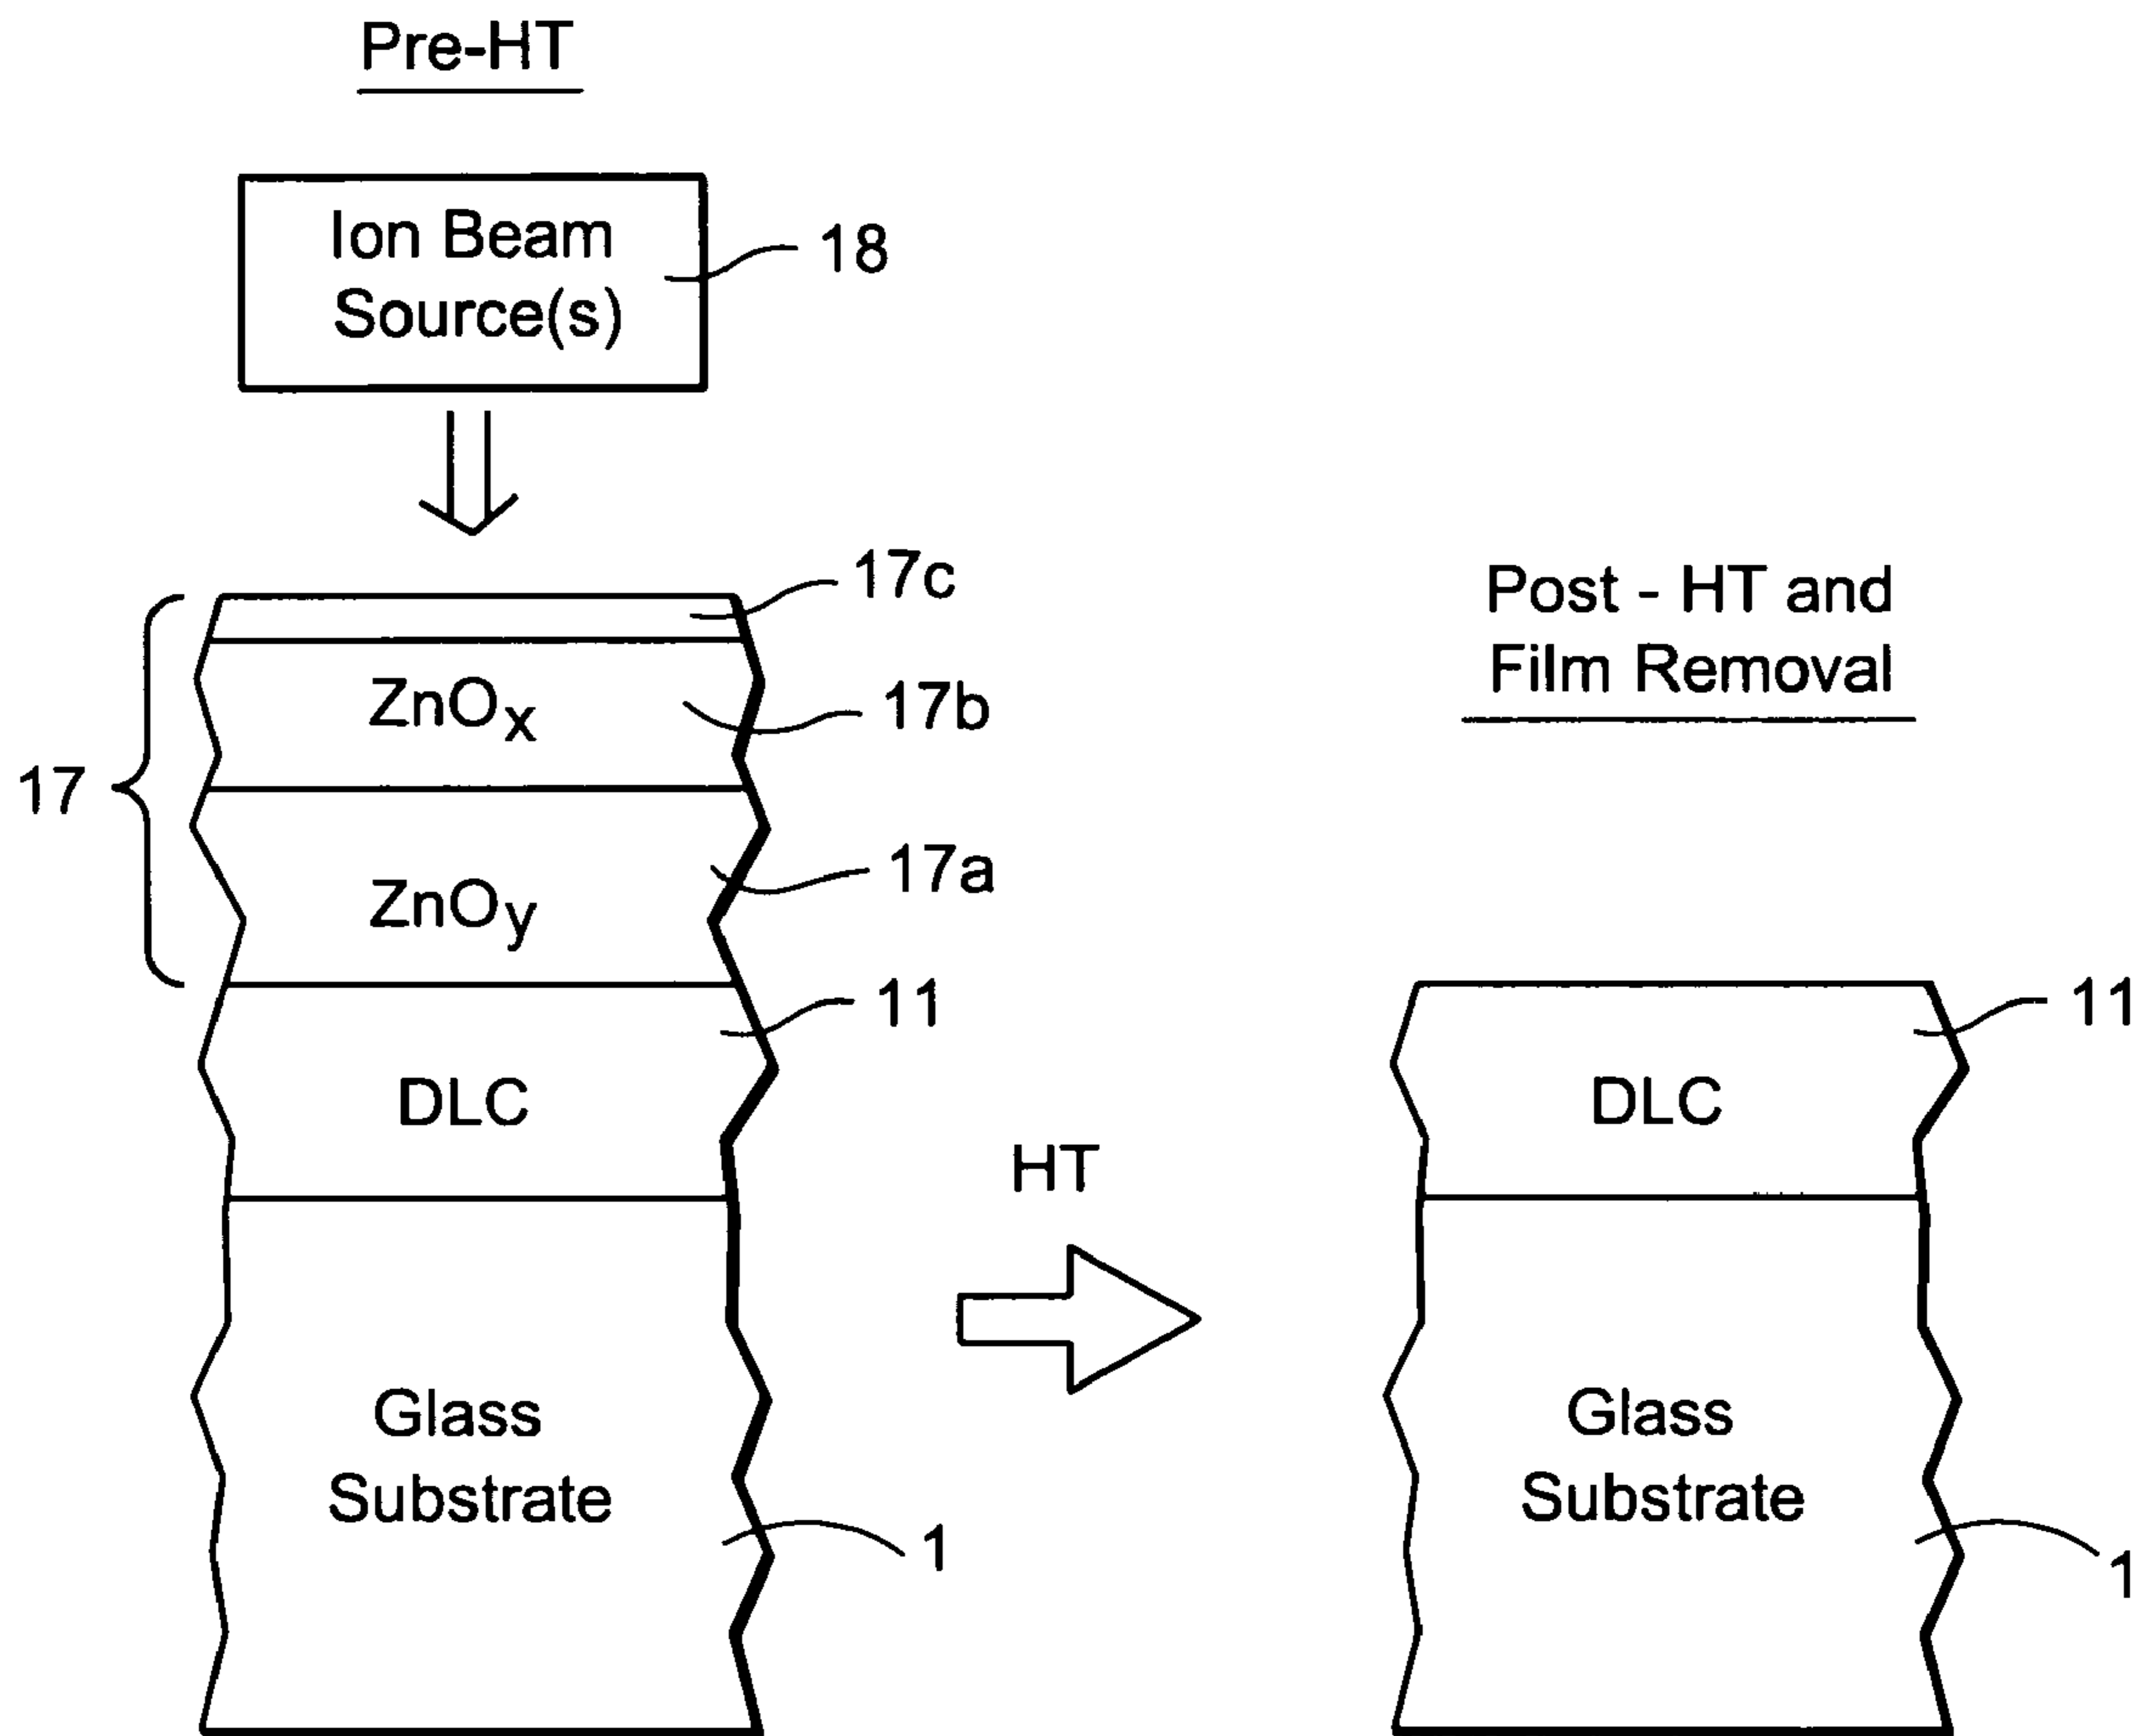 Pre-HT
Ion Beam
Source(s)
18
17c
ZnOx
17b
17
ZnOy
17a
11
DLC
Glass
Substrate
1
HT
Post - HT and
Film Removal
11
DLC
Glass
Substrate
1